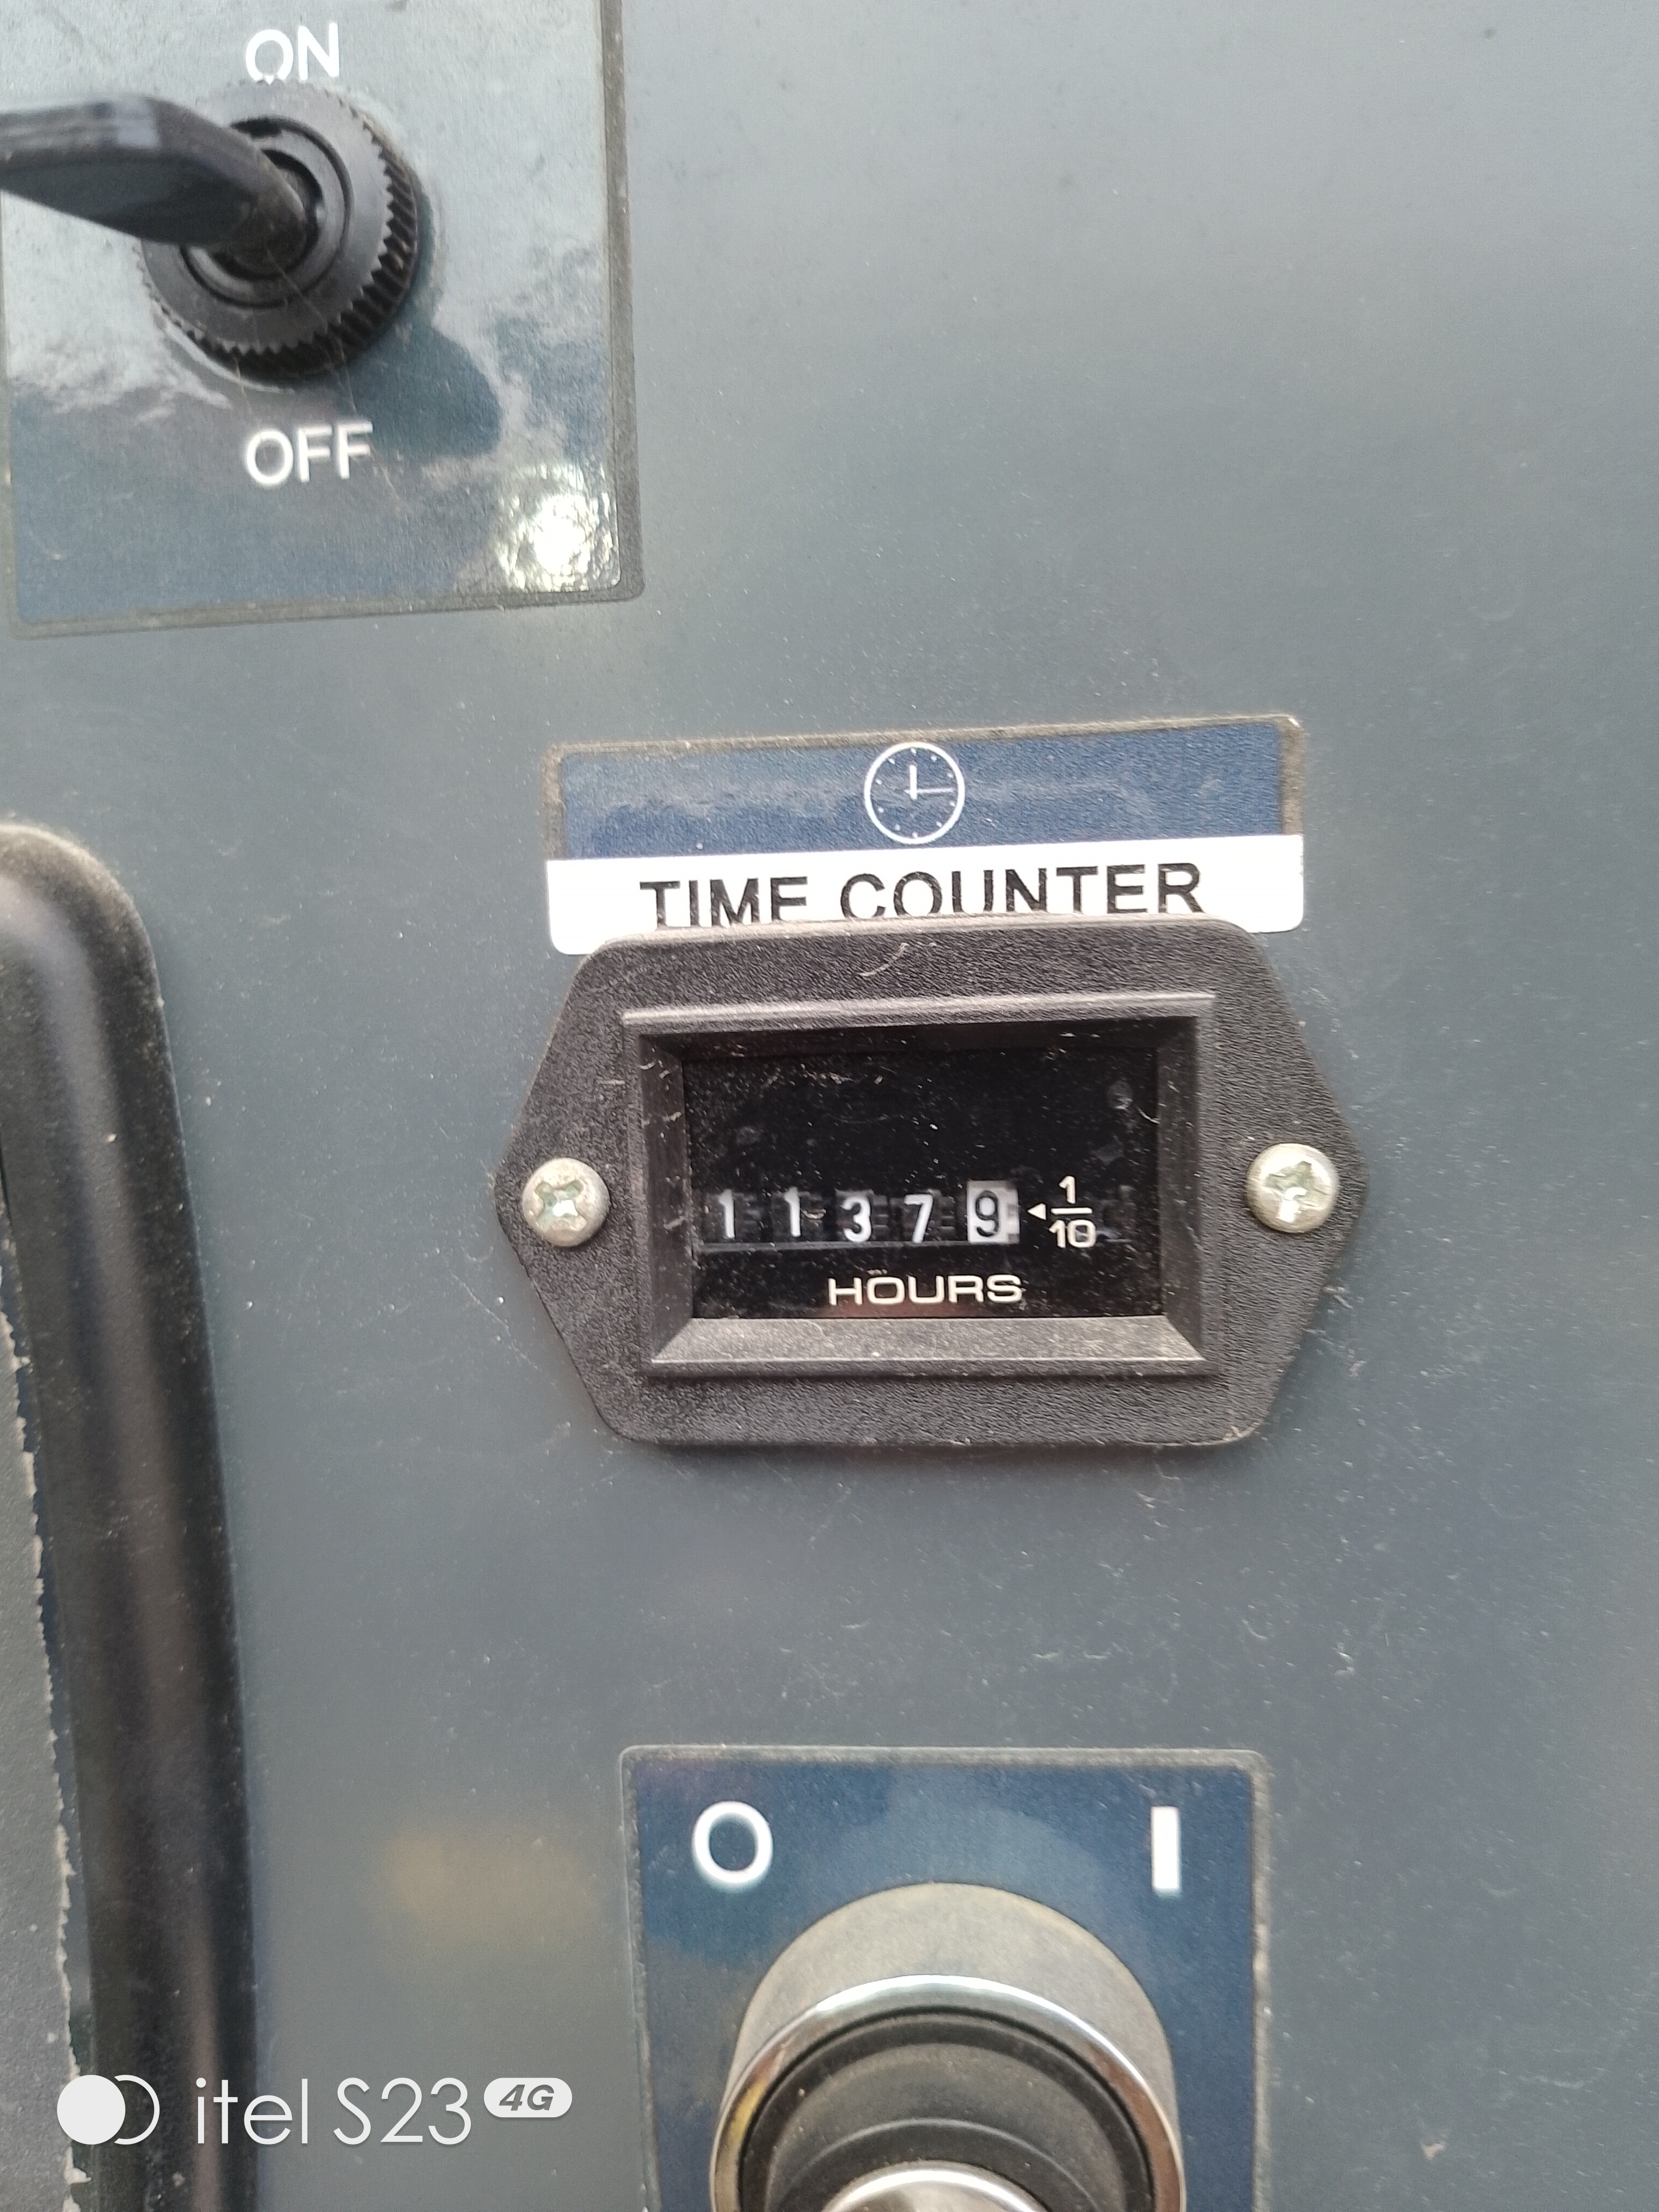 ON
OFF
TIME COUNTER
1 1 3 7 9 1/10
HOURS
O I
itel S23 4G